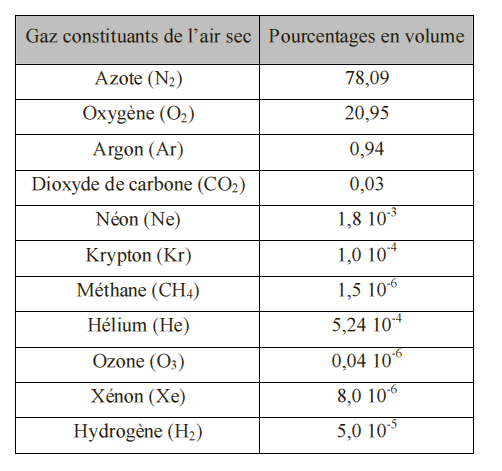 Gaz constituants de l’air sec Pourcentages en volume
Azote (N₂) 78,09
Oxygène (O₂) 20,95
Argon (Ar) 0,94
Dioxyde de carbone (CO₂) 0,03
Néon (Ne) 1,8 10⁻³
Krypton (Kr) 1,0 10⁻⁴
Méthane (CH₄) 1,5 10⁻⁶
Hélium (He) 5,24 10⁻⁴
Ozone (O₃) 0,04 10⁻⁶
Xénon (Xe) 8,0 10⁻⁶
Hydrogène (H₂) 5,0 10⁻⁵